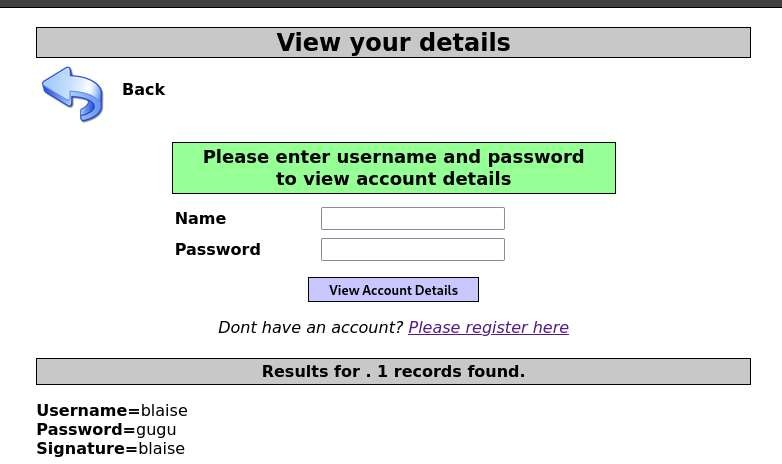 View your details
Back
Please enter username and password
to view account details
Name
Password
View Account Details
Dont have an account? Please register here
Results for . 1 records found.
Username=blaise
Password=gugu
Signature=blaise